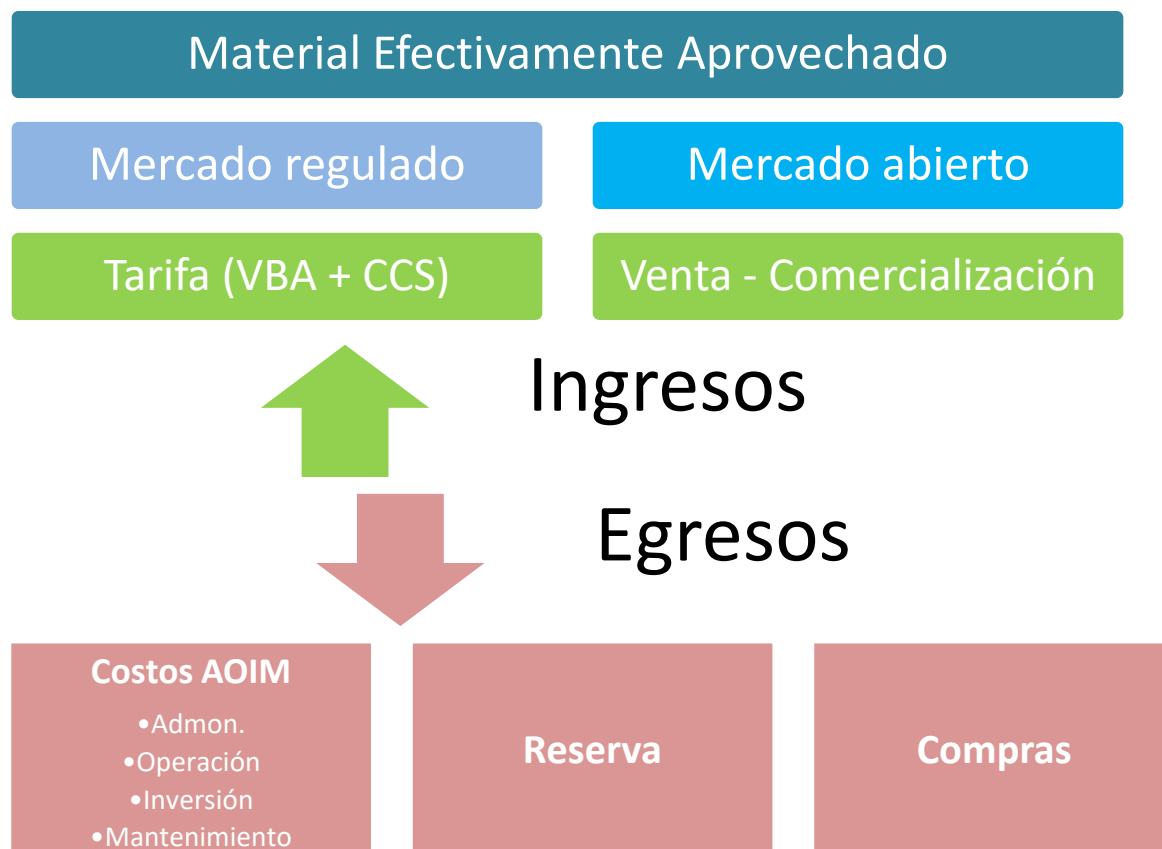 Material Efectivamente Aprovechado
Mercado regulado
Mercado abierto
Tarifa (VBA + CCS)
Venta - Comercialización
Ingresos
Egresos
Costos AOIM
•Admon.
•Operación
•Inversión
•Mantenimiento
Reserva
Compras